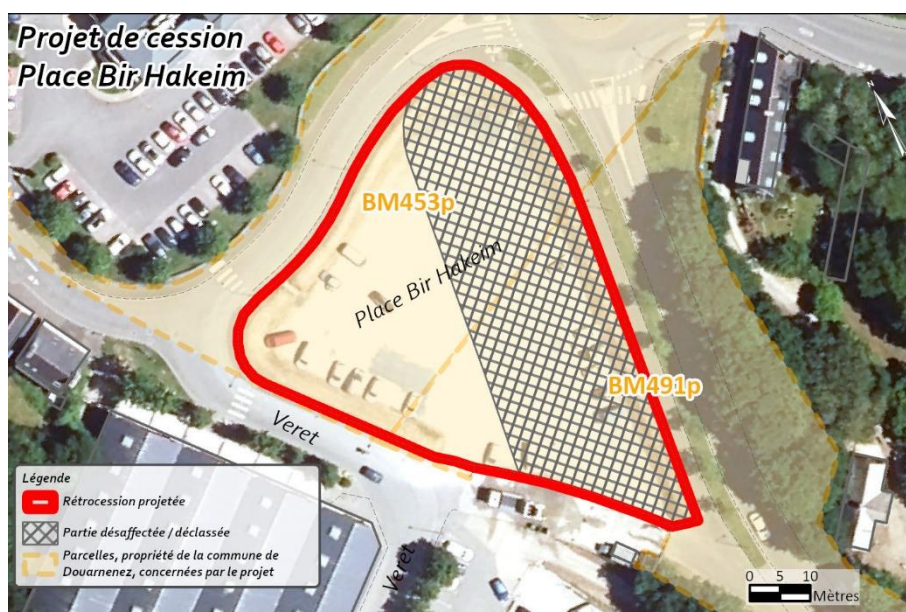 Projet de cession
Place Bir Hakeim
BM453p
Place Bir Hakeim
BM491p
Veret
Veret
Légende
Rétrocession projetée
Partie désaffectée / déclassée
Parcelles, propriété de la commune de
Douarnenez, concernées par le projet
N
0 5 10
Mètres